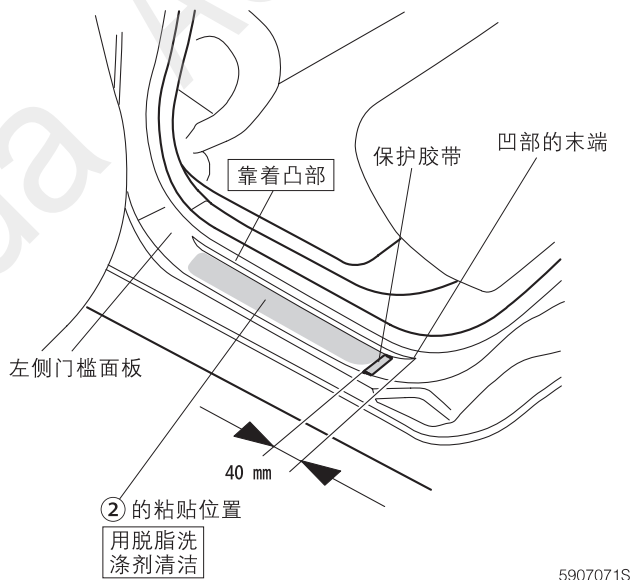 凹部的末端
保护胶带
靠着凸部
左侧门槛面板
40 mm
② 的粘贴位置
用脱脂洗
涤剂清洁
5907071S